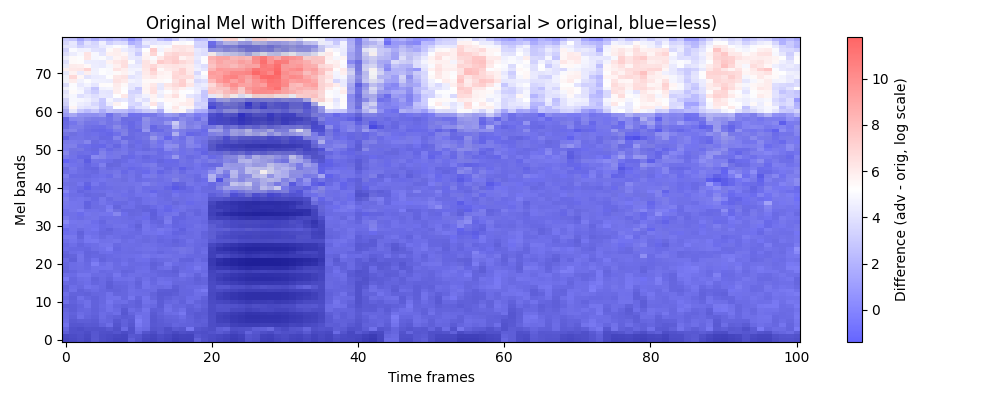 Original Mel with Differences (red=adversarial > original, blue=less)
Mel bands
70
60
50
40
30
20
10
0
0 20 40 60 80 100
Time frames
10
8
6
4
2
0
Difference (adv - orig, log scale)